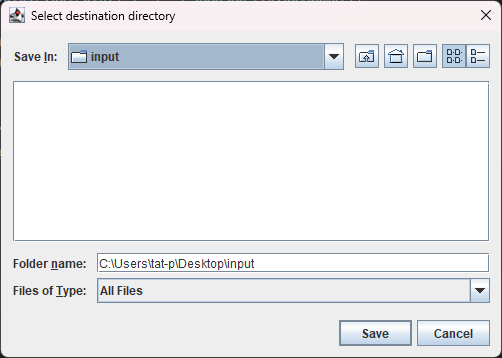 Select destination directory
Save In: input
Folder name: C:\Users\tat-p\Desktop\input
Files of Type: All Files
Save Cancel